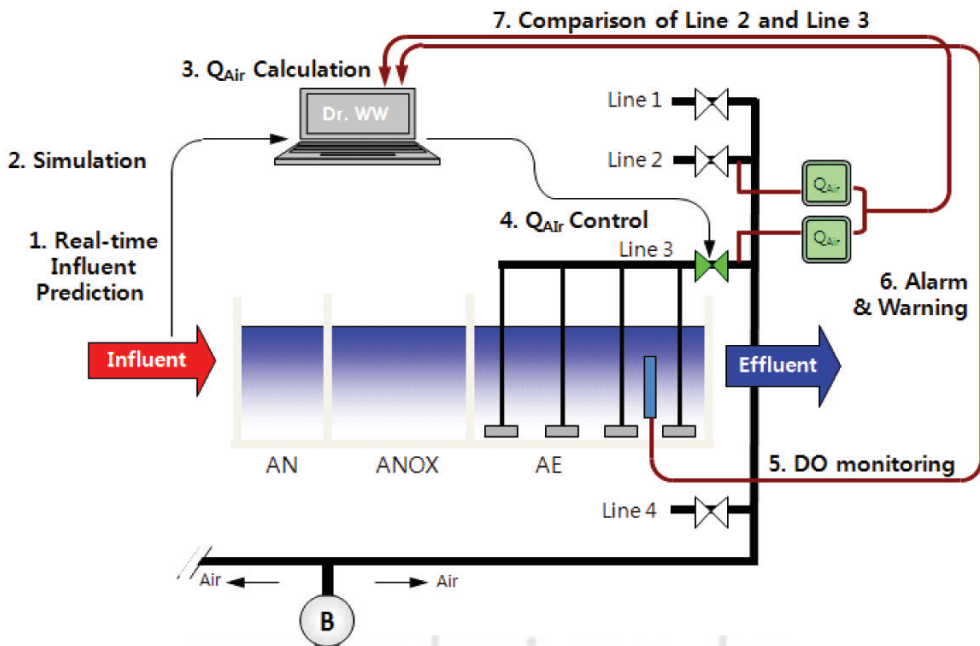 7. Comparison of Line 2 and Line 3
3. QAir Calculation
Dr. WW
Line 1
2. Simulation
Line 2
QAir
4. QAIr Control
QAir
1. Real-time
Influent
Prediction
Line 3
6. Alarm
& Warning
Influent
Effluent
AN
ANOX
AE
5. DO monitoring
Line 4
Air
Air
B